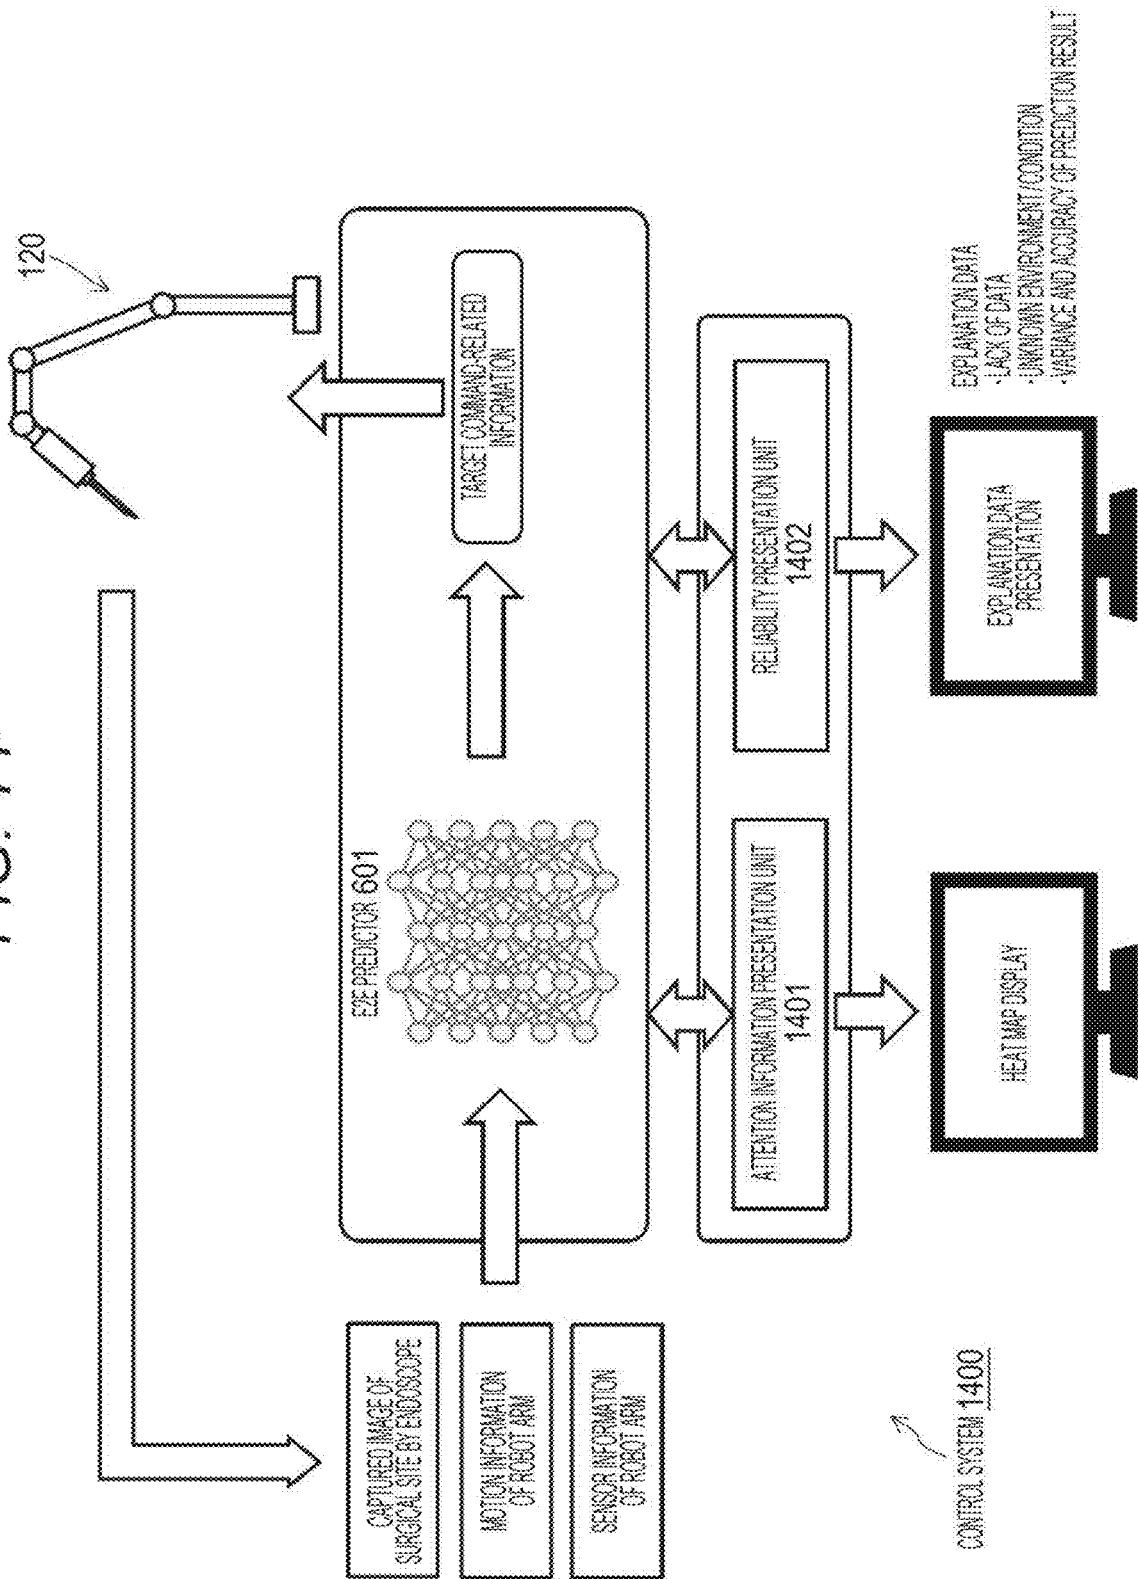 120
CAPTURED IMAGE OF
SURGICAL SITE BY ENDOSCOPE
MOTION INFORMATION
OF ROBOT ARM
SENSOR INFORMATION
OF ROBOT ARM
E2E PREDICTOR 601
TARGET COMMAND-RELATED
INFORMATION
ATTENTION INFORMATION PRESENTATION UNIT
1401
RELIABILITY PRESENTATION UNIT
1402
HEAT MAP DISPLAY
EXPLANATION DATA
PRESENTATION
EXPLANATION DATA
- LACK OF DATA
- UNKNOWN ENVIRONMENT/CONDITION
- VARIANCE AND ACCURACY OF PREDICTION RESULT
CONTROL SYSTEM 1400